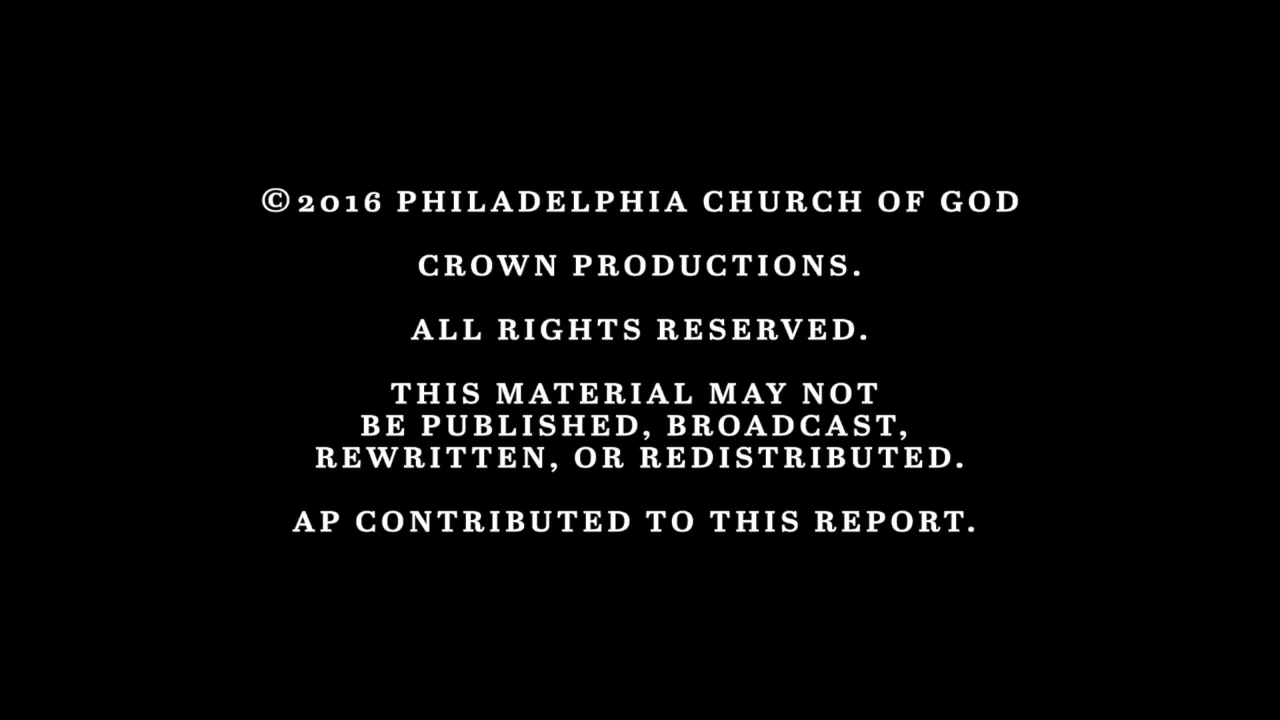 ©2016 PHILADELPHIA CHURCH OF GOD
CROWN PRODUCTIONS.
ALL RIGHTS RESERVED.
THIS MATERIAL MAY NOT
BE PUBLISHED, BROADCAST,
REWRITTEN, OR REDISTRIBUTED.
AP CONTRIBUTED TO THIS REPORT.